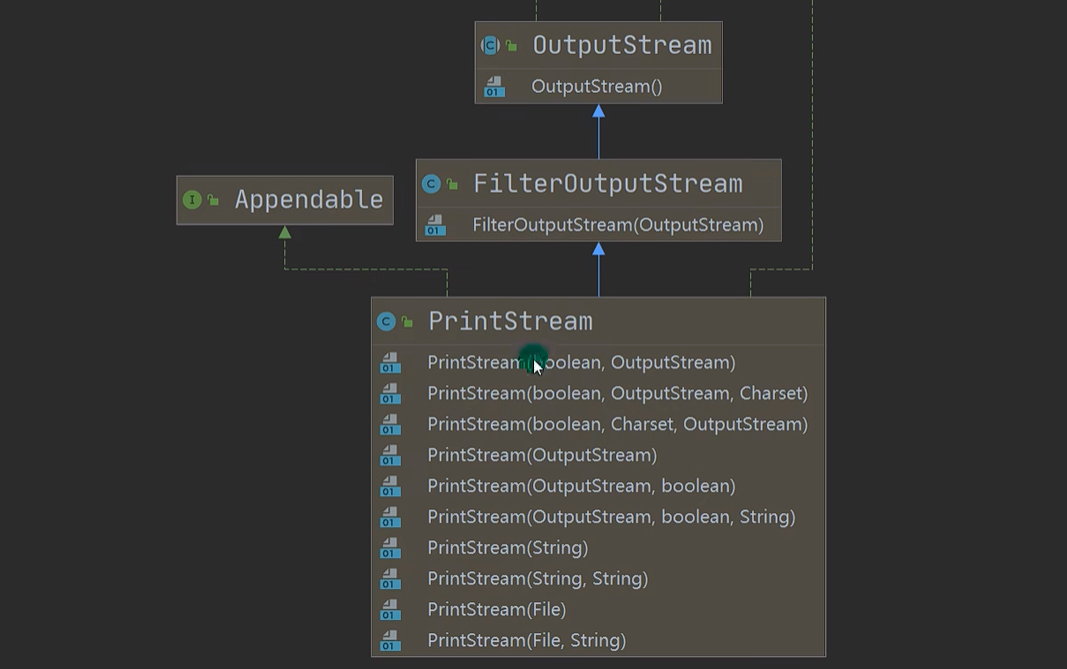 OutputStream
OutputStream()
Appendable
FilterOutputStream
FilterOutputStream(OutputStream)
PrintStream
PrintStream(boolean, OutputStream)
PrintStream(boolean, OutputStream, Charset)
PrintStream(boolean, Charset, OutputStream)
PrintStream(OutputStream)
PrintStream(OutputStream, boolean)
PrintStream(OutputStream, boolean, String)
PrintStream(String)
PrintStream(String, String)
PrintStream(File)
PrintStream(File, String)